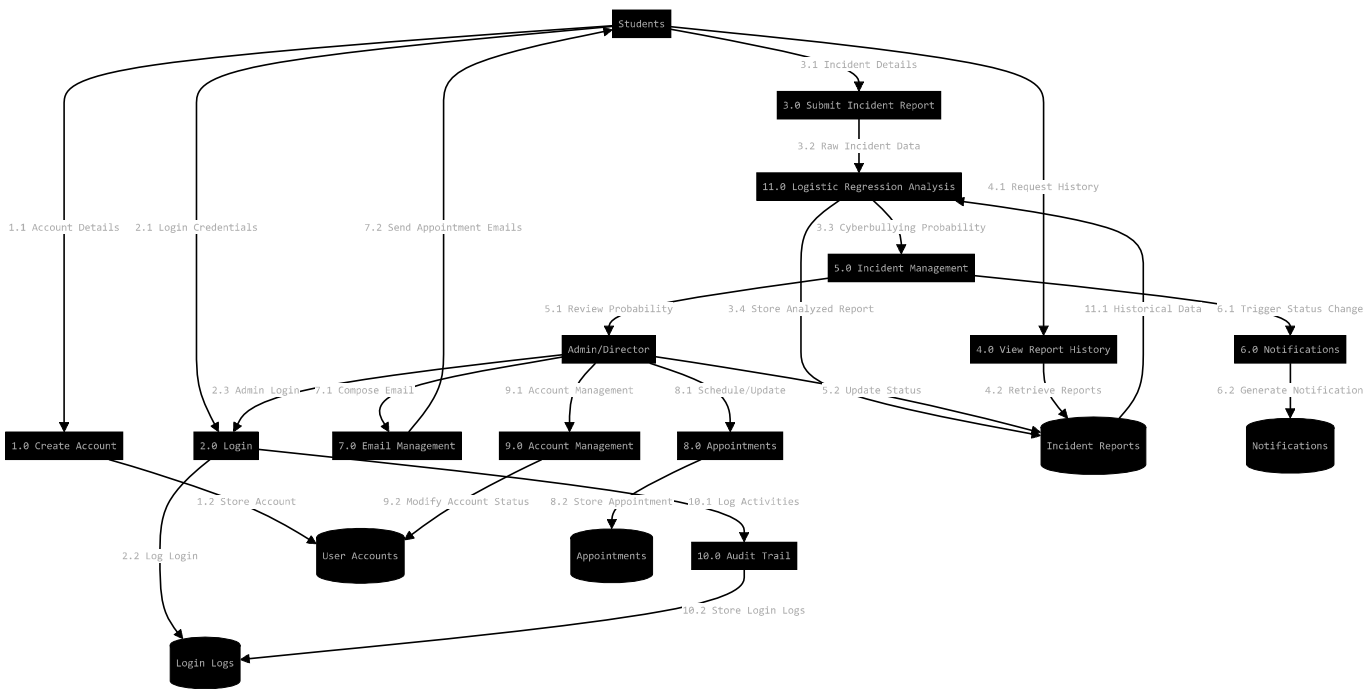 Students
3.1 Incident Details
3.0 Submit Incident Report
3.2 Raw Incident Data
11.0 Logistic Regression Analysis
4.1 Request History
1.1 Account Details
2.1 Login Credentials
7.2 Send Appointment Emails
3.3 Cyberbullying Probability
5.0 Incident Management
5.1 Review Probability
3.4 Store Analyzed Report
11.1 Historical Data
6.1 Trigger Status Change
Admin/Director
4.0 View Report History
6.0 Notifications
2.3 Admin Login
7.1 Compose Email
9.1 Account Management
8.1 Schedule/Update
5.2 Update Status
4.2 Retrieve Reports
6.2 Generate Notification
1.0 Create Account
2.0 Login
7.0 Email Management
9.0 Account Management
8.0 Appointments
Incident Reports
Notifications
1.2 Store Account
9.2 Modify Account Status
8.2 Store Appointment
10.1 Log Activities
2.2 Log Login
User Accounts
Appointments
10.0 Audit Trail
10.2 Store Login Logs
Login Logs